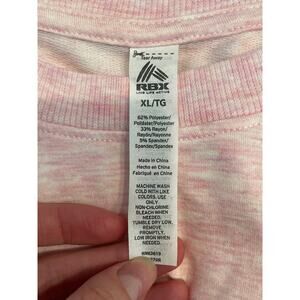 Tear Away
RBX
LIVE LIFE ACTIVE
XL/TG
62% Polyester/
Poliéster/Polyester
33% Rayon/
Rayón/Rayonne
5% Spandex/
Spandex/Spandex
Made in China
Hecho en China
Fabriqué en China
MACHINE WASH
COLD WITH LIKE
COLORS. USE
ONLY
NON-CHLORINE
BLEACH WHEN
NEEDED.
TUMBLE DRY LOW.
REMOVE
PROMPTLY.
LOW IRON WHEN
NEEDED.